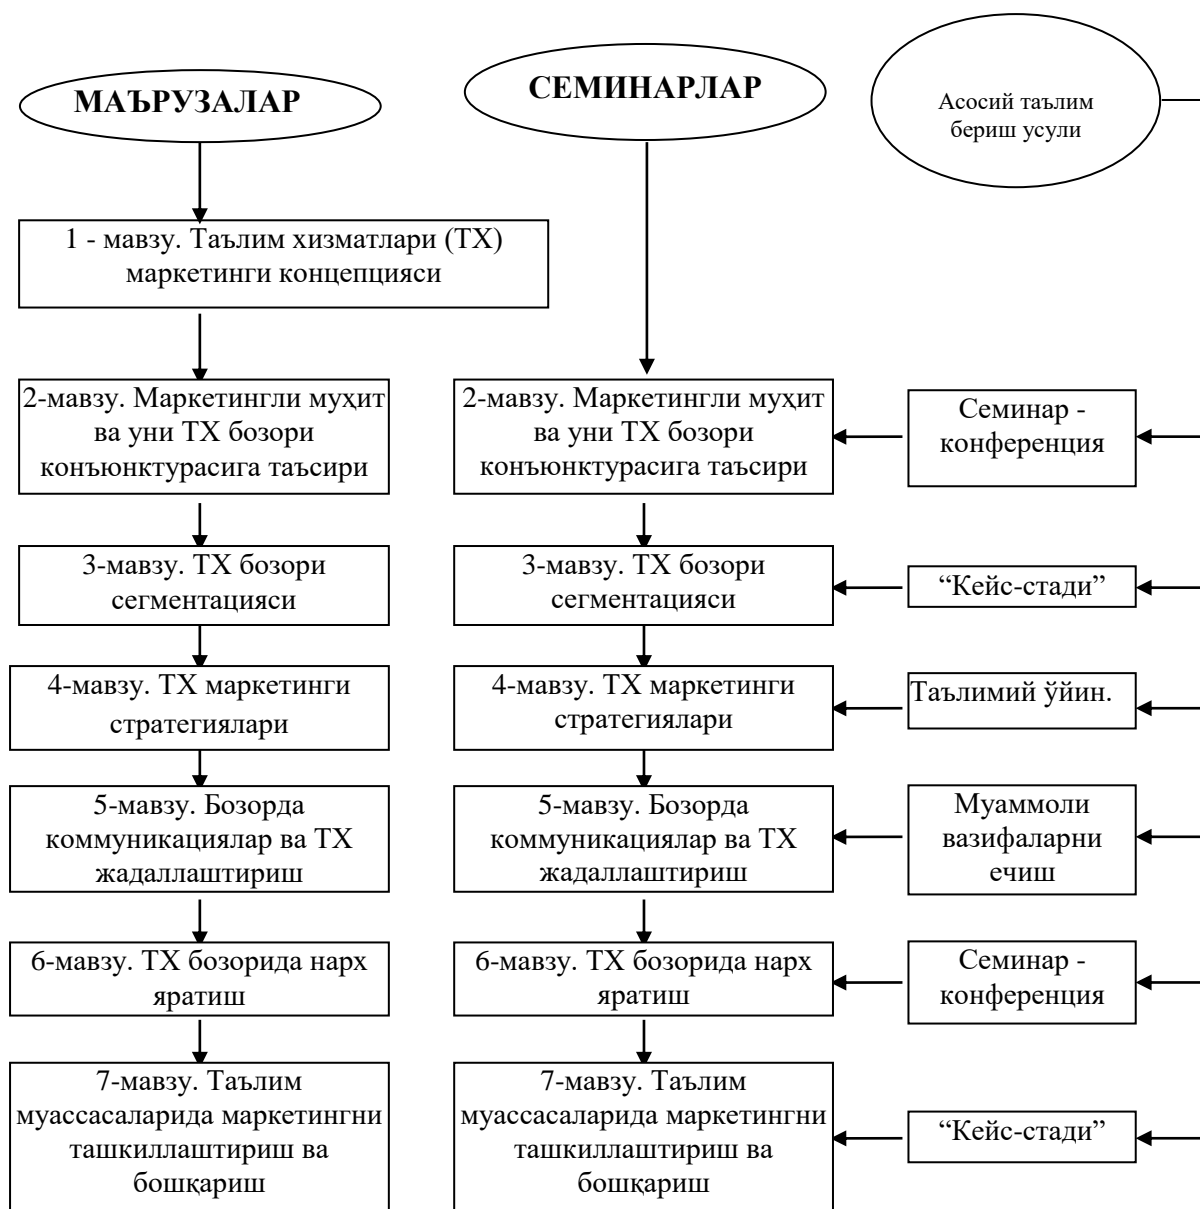 МАЪРУЗАЛАР
СЕМИНАРЛАР
Асосий таълим
бериш усули
1 - мавзу. Таълим хизматлари (ТХ)
маркетинги концепцияси
2-мавзу. Маркетингли муҳит
ва уни ТХ бозори
конъюнктурасига таъсири
2-мавзу. Маркетингли муҳит
ва уни ТХ бозори
конъюнктурасига таъсири
Семинар -
конференция
3-мавзу. ТХ бозори
сегментацияси
3-мавзу. ТХ бозори
сегментацияси
“Кейс-стади”
4-мавзу. ТХ маркетинги
стратегиялари
4-мавзу. ТХ маркетинги
стратегиялари
Таълимий ўйин.
5-мавзу. Бозорда
коммуникациялар ва ТХ
жадаллаштириш
5-мавзу. Бозорда
коммуникациялар ва ТХ
жадаллаштириш
Муаммоли
вазифаларни
ечиш
6-мавзу. ТХ бозорида нарх
яратиш
6-мавзу. ТХ бозорида нарх
яратиш
Семинар -
конференция
7-мавзу. Таълим
муассасаларида маркетингни
ташкиллаштириш ва
бошқариш
7-мавзу. Таълим
муассасаларида маркетингни
ташкиллаштириш ва
бошқариш
“Кейс-стади”